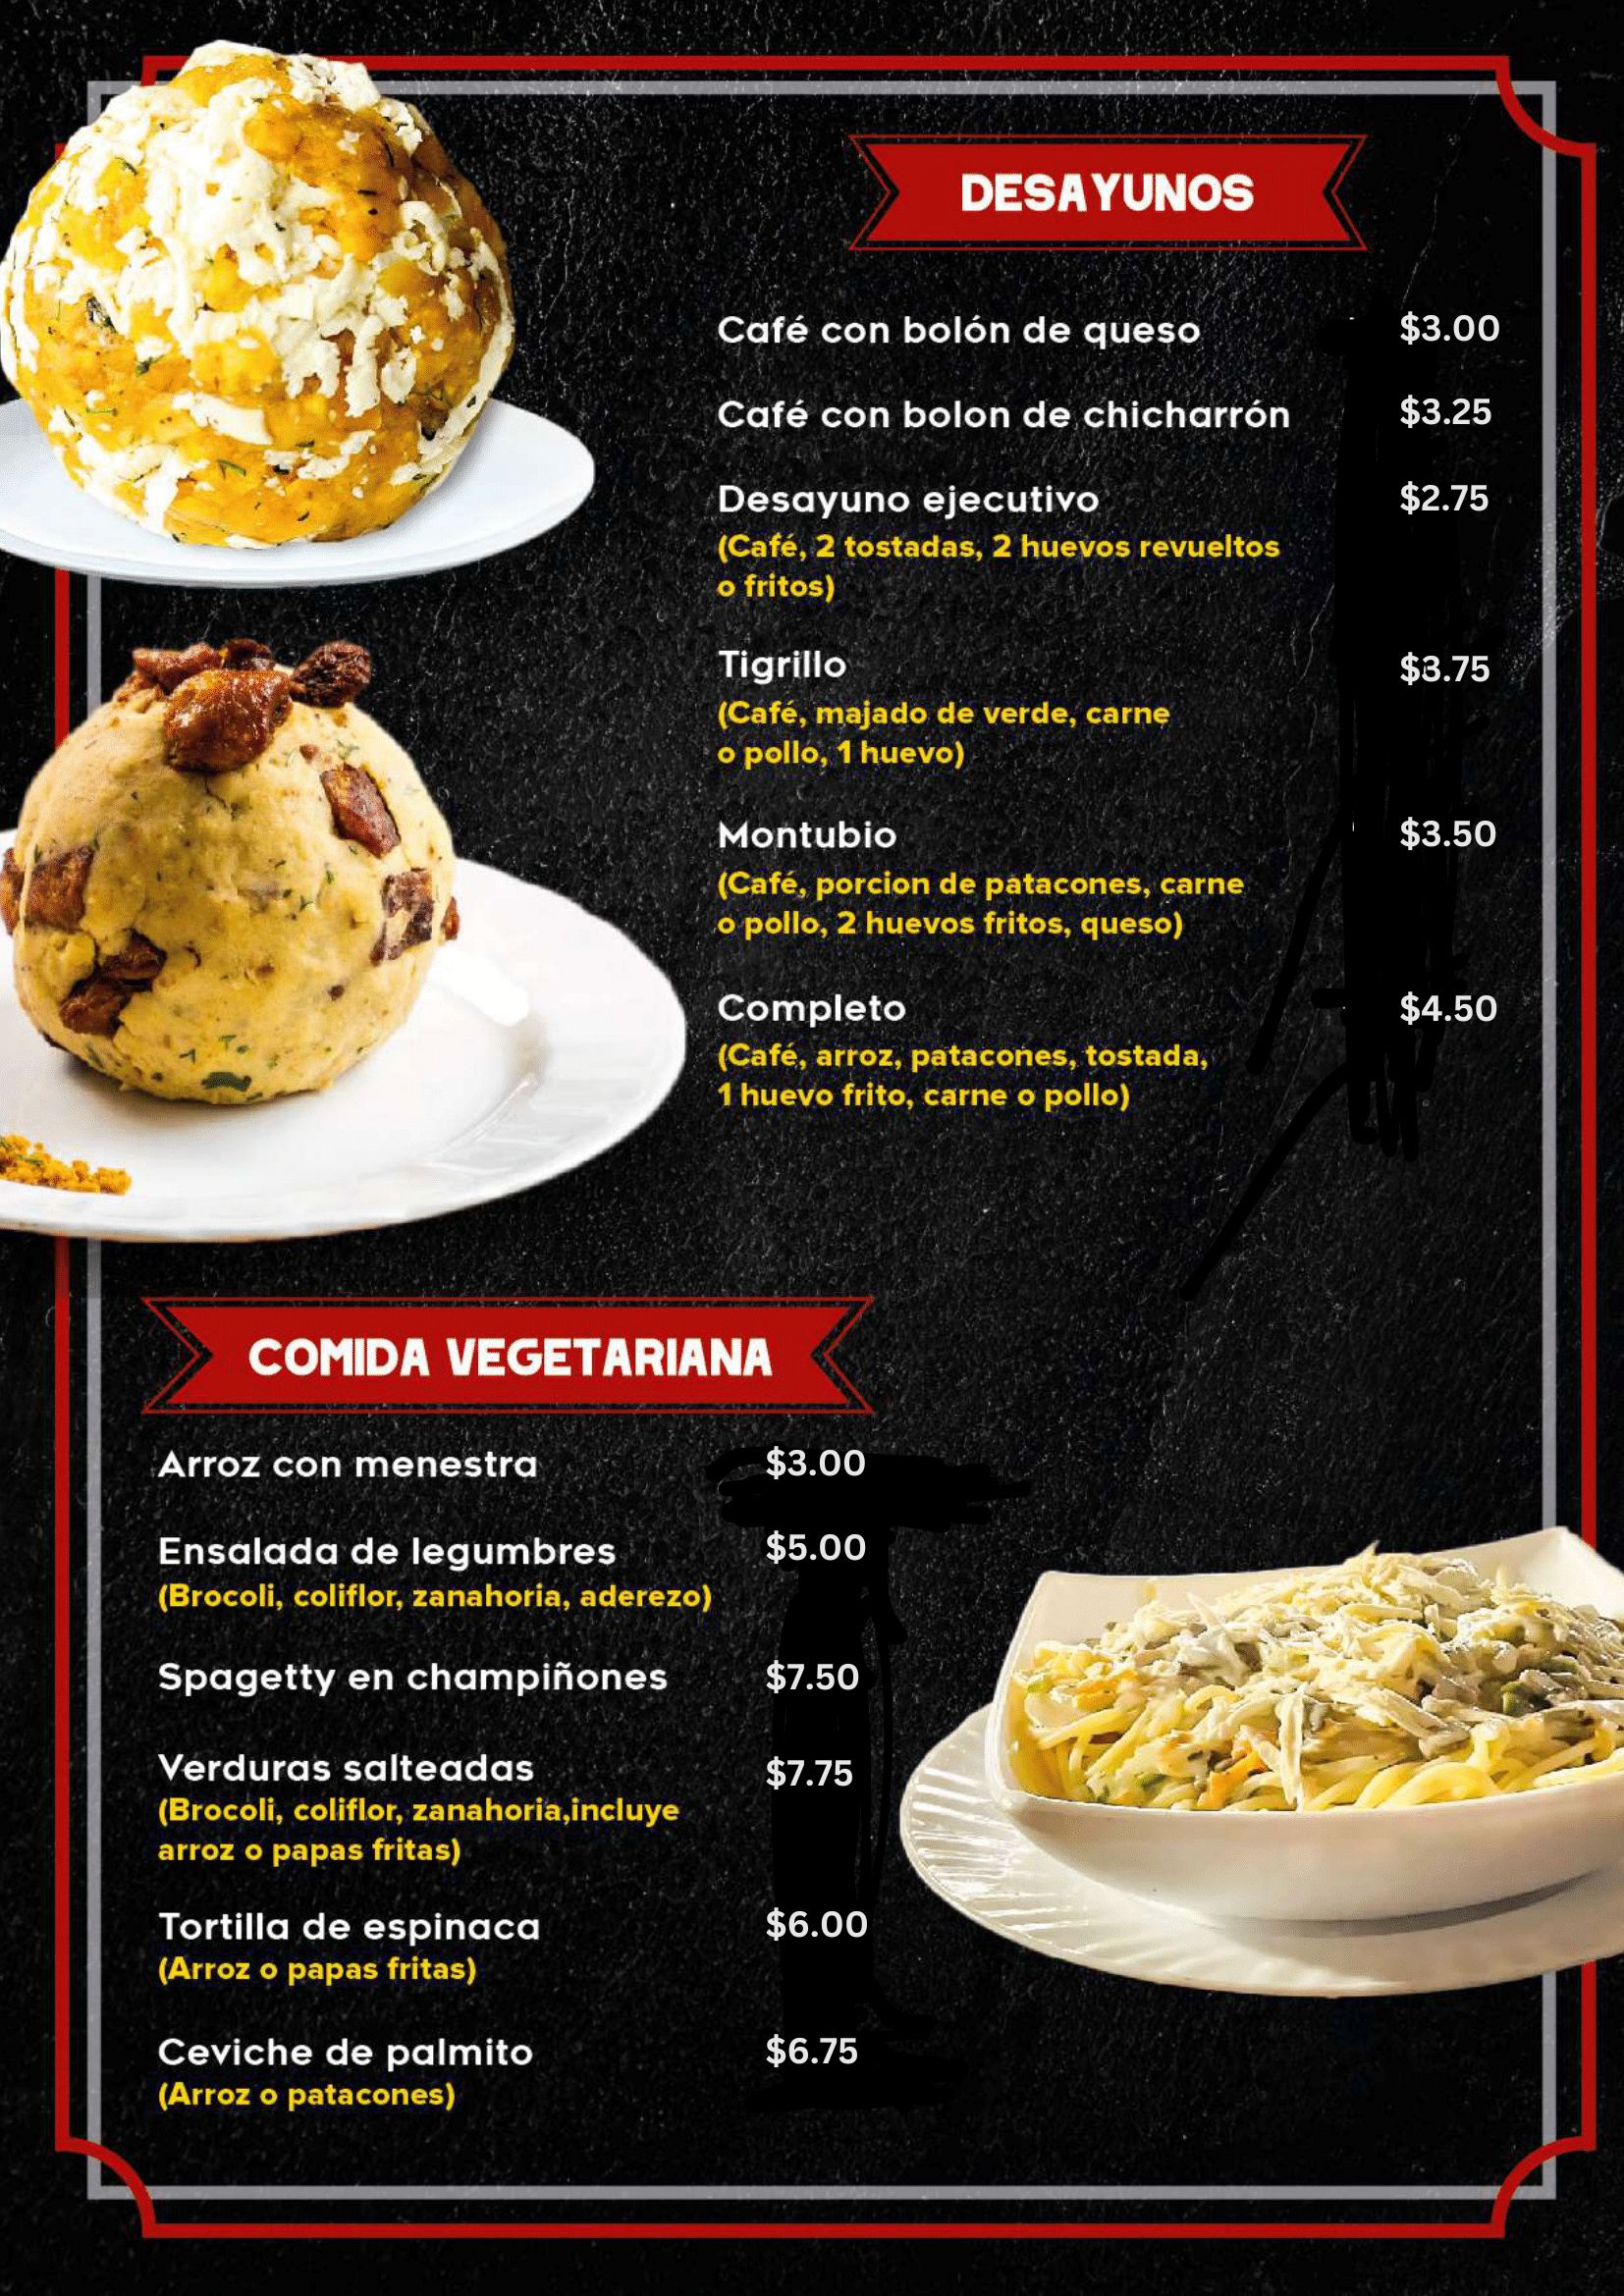 DESAYUNOS
Café con bolón de queso $3.00
Café con bolon de chicharrón $3.25
Desayuno ejecutivo $2.75
(Café, 2 tostadas, 2 huevos revueltos
o fritos)
Tigrillo $3.75
(Café, majado de verde, carne
o pollo, 1 huevo)
Montubio $3.50
(Café, porcion de patacones, carne
o pollo, 2 huevos fritos, queso)
Completo $4.50
(Café, arroz, patacones, tostada,
1 huevo frito, carne o pollo)
COMIDA VEGETARIANA
Arroz con menestra $3.00
Ensalada de legumbres $5.00
(Brocoli, coliflor, zanahoria, aderezo)
Spagetty en champiñones $7.50
Verduras salteadas $7.75
(Brocoli, coliflor, zanahoria,incluye
arroz o papas fritas)
Tortilla de espinaca $6.00
(Arroz o papas fritas)
Ceviche de palmito $6.75
(Arroz o patacones)